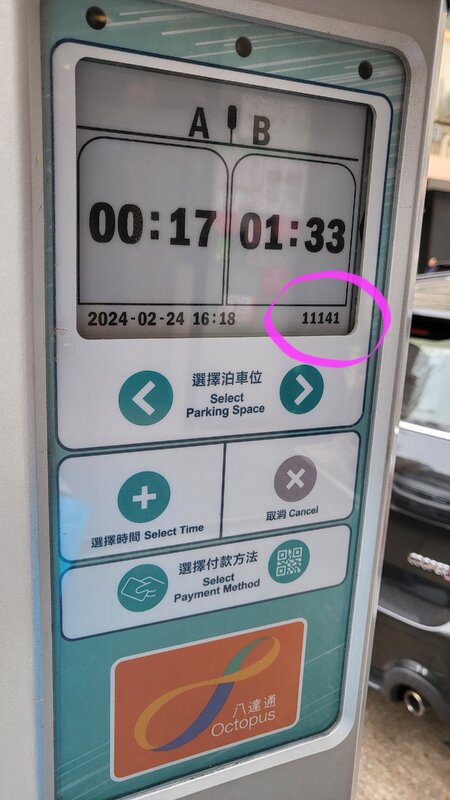 A B
00:17 01:33
2024-02-24 16:18 11141
選擇泊車位
Select
Parking Space
選擇時間 Select Time
取消 Cancel
選擇付款方法
Select
Payment Method
八達通
Octopus